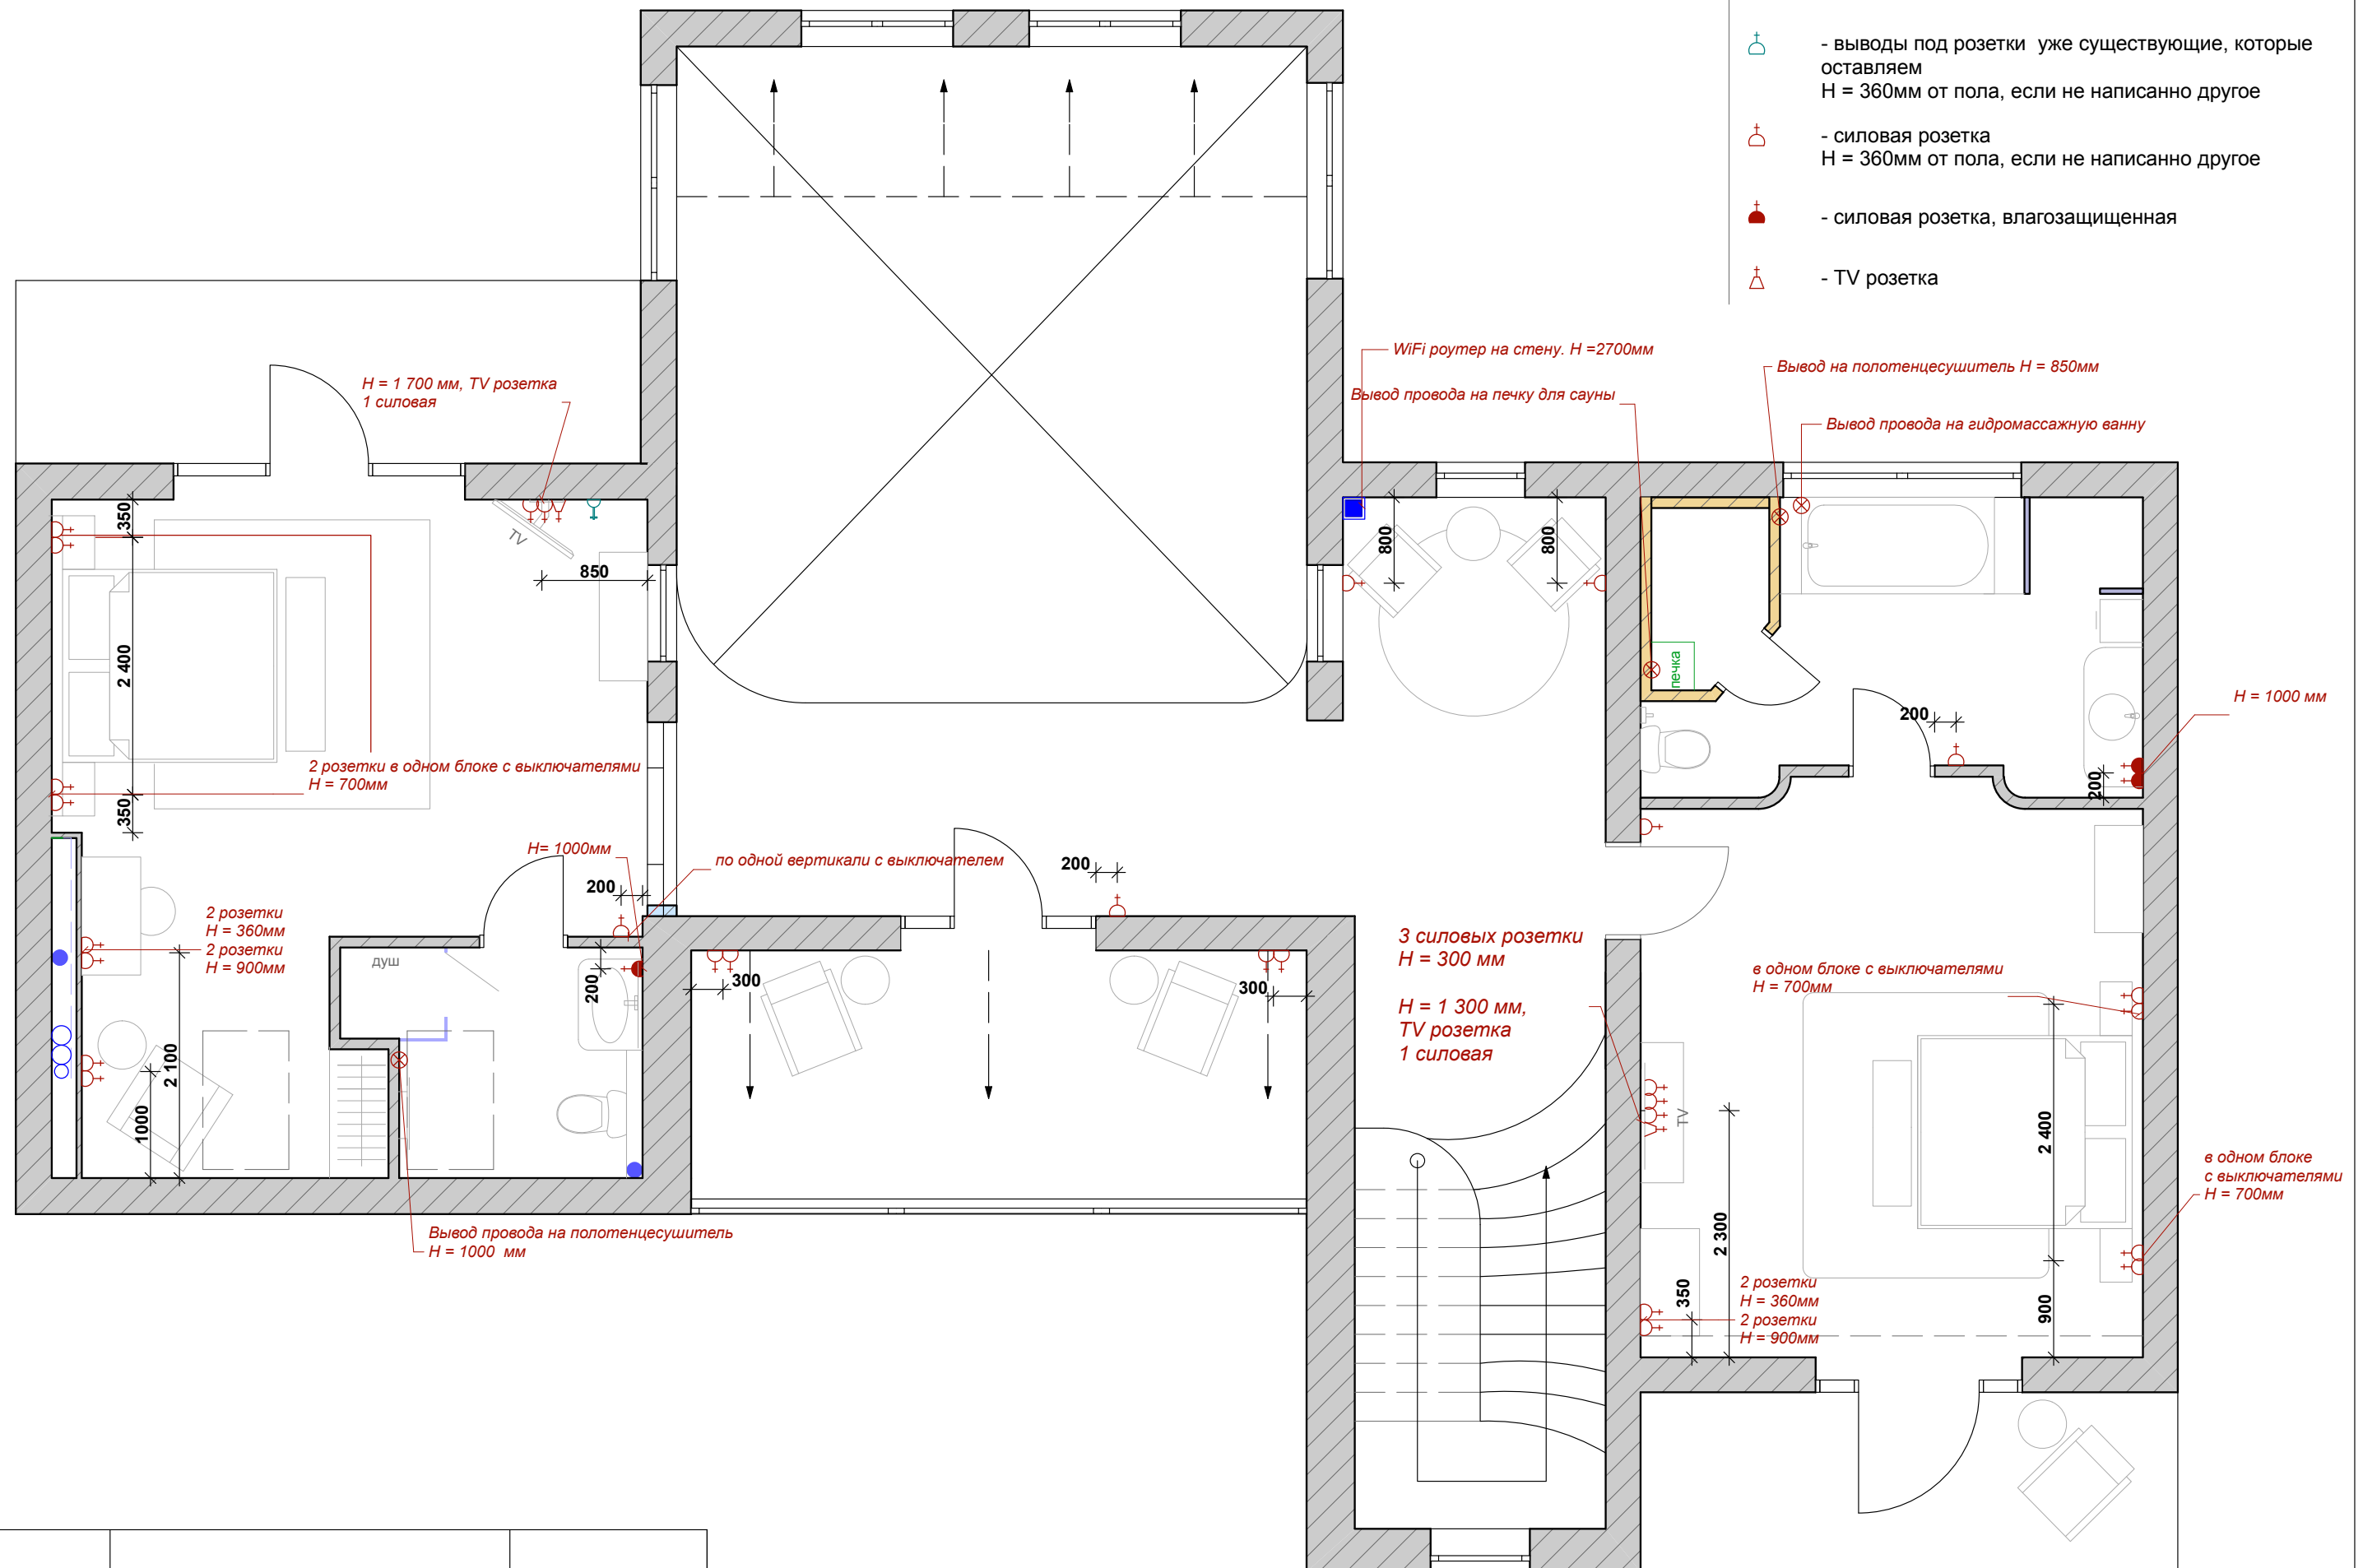 - выводы под розетки уже существующие, которые
оставляем
H = 360мм от пола, если не написанно другое
- силовая розетка
H = 360мм от пола, если не написанно другое
- силовая розетка, влагозащищенная
- TV розетка
WiFi роутер на стену. H =2700мм
Вывод на полотенцесушитель H = 850мм
Вывод провода на печку для сауны
Вывод провода на гидромассажную ванну
H = 1 700 мм, TV розетка
1 силовая
350
TV
850
800
800
2 400
печка
H = 1000 мм
200
2 розетки в одном блоке с выключателями
H = 700мм
350
200
H= 1000мм
по одной вертикали с выключателем
200
200
2 розетки
H = 360мм
2 розетки
H = 900мм
душ
200
300
300
3 силовых розетки
H = 300 мм
H = 1 300 мм,
TV розетка
1 силовая
в одном блоке с выключателями
H = 700мм
2 100
1000
TV
2 400
в одном блоке
с выключателями
H = 700мм
Вывод провода на полотенцесушитель
H = 1000 мм
2 300
350
2 розетки
H = 360мм
2 розетки
H = 900мм
900